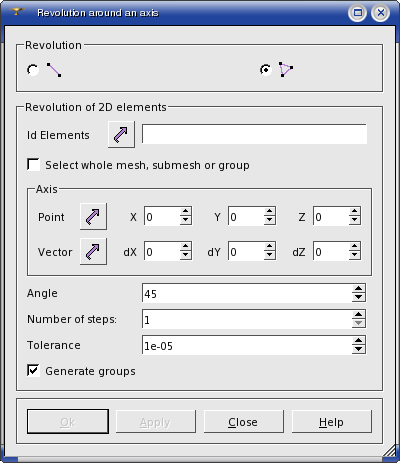 Revolution around an axis
Revolution
Revolution of 2D elements
Id Elements
Select whole mesh, submesh or group
Axis
Point X 0 Y 0 Z 0
Vector dX 0 dY 0 dZ 0
Angle 45
Number of steps: 1
Tolerance 1e-05
Generate groups
Ok Apply Close Help